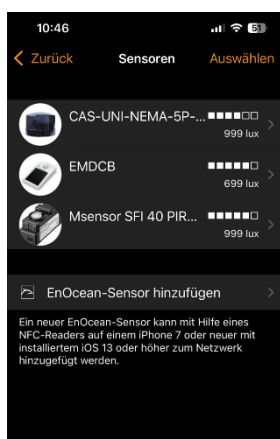 10:46
51
Zurück
Sensoren
Auswählen
CAS-UNI-NEMA-5P-...
999 lux
EMDCB
699 lux
Msensor SFI 40 PIR...
999 lux
EnOcean-Sensor hinzufügen
Ein neuer EnOcean-Sensor kann mit Hilfe eines
NFC-Readers auf einem iPhone 7 oder neuer mit
installiertem iOS 13 oder höher zum Netzwerk
hinzugefügt werden.